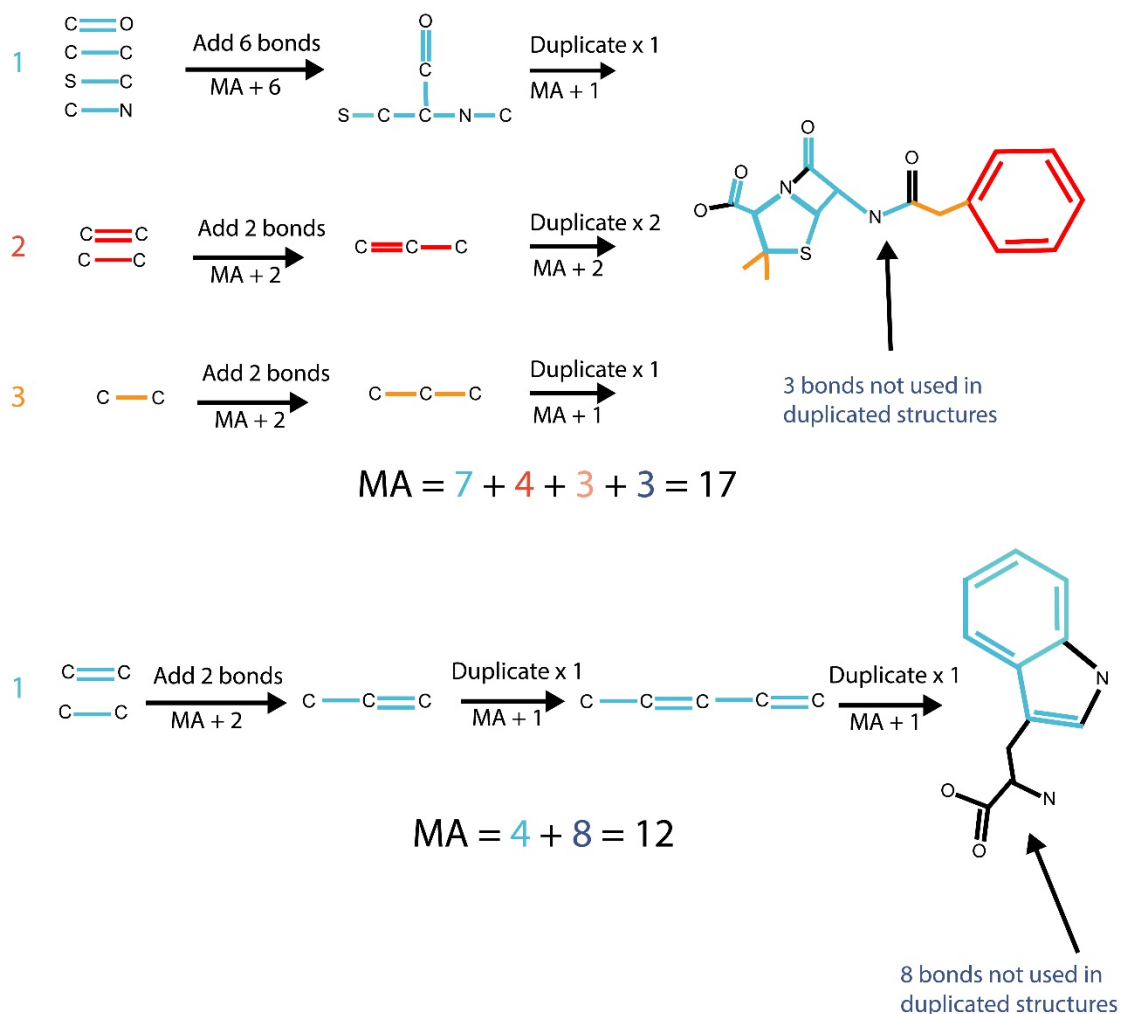 1
C O
C C
S C
C N
Add 6 bonds
MA + 6
O
C
S C C N C
Duplicate x 1
MA + 1
2
C C
C C
Add 2 bonds
MA + 2
C C C
Duplicate x 2
MA + 2
O
O
N
S
O
N
O
3 bonds not used in
duplicated structures
3
C C
Add 2 bonds
MA + 2
C C C
Duplicate x 1
MA + 1
MA = 7 + 4 + 3 + 3 = 17
1
C C
C C
Add 2 bonds
MA + 2
C C C
Duplicate x 1
MA + 1
C C C C C
Duplicate x 1
MA + 1
N
O
N
O
MA = 4 + 8 = 12
8 bonds not used in
duplicated structures